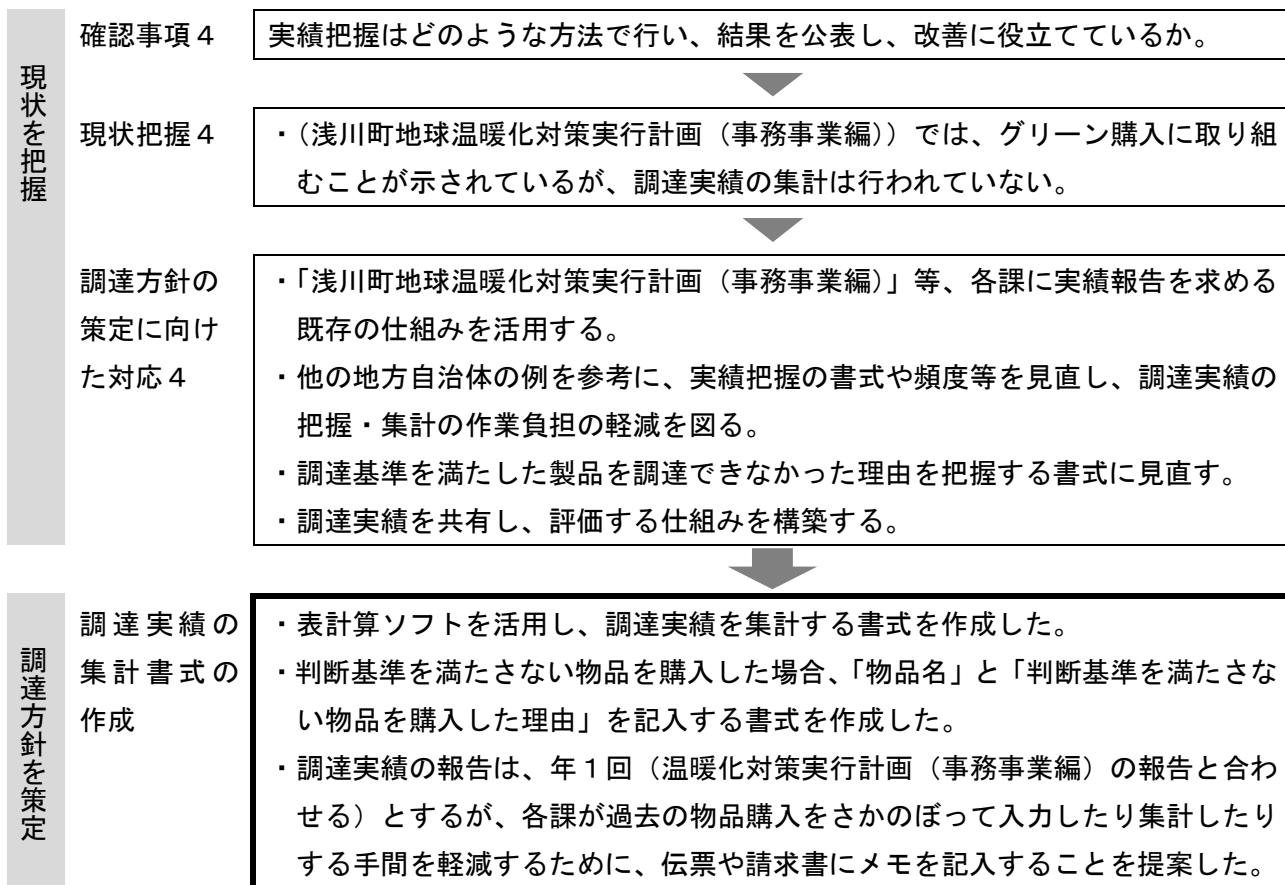 現状を把握
確認事項４
実績把握はどのような方法で行い、結果を公表し、改善に役立てているか。
現状把握４
・（浅川町地球温暖化対策実行計画（事務事業編））では、グリーン購入に取り組
むことが示されているが、調達実績の集計は行われていない。
調達方針の
策定に向け
た対応４
・「浅川町地球温暖化対策実行計画（事務事業編）」等、各課に実績報告を求める
既存の仕組みを活用する。
・他の地方自治体の例を参考に、実績把握の書式や頻度等を見直し、調達実績の
把握・集計の作業負担の軽減を図る。
・調達基準を満たした製品を調達できなかった理由を把握する書式に見直す。
・調達実績を共有し、評価する仕組みを構築する。
調達方針を策定
調達実績の
集計書式の
作成
・表計算ソフトを活用し、調達実績を集計する書式を作成した。
・判断基準を満たさない物品を購入した場合、「物品名」と「判断基準を満たさな
い物品を購入した理由」を記入する書式を作成した。
・調達実績の報告は、年１回（温暖化対策実行計画（事務事業編）の報告と合わ
せる）とするが、各課が過去の物品購入をさかのぼって入力したり集計したり
する手間を軽減するために、伝票や請求書にメモを記入することを提案した。